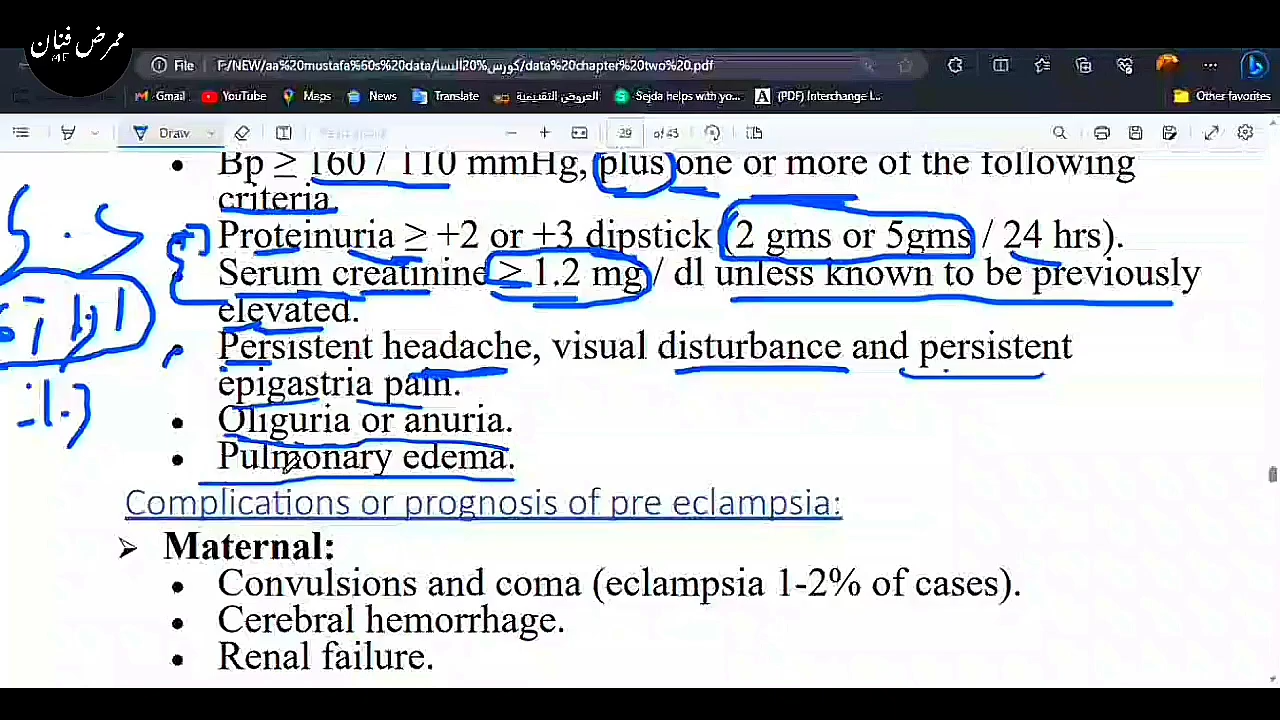 ممرض فنان
File F:/NEW/aa%20mustafa%60s%20data/كورس%20النسا/data%20chapter%20two%20.pdf
Gmail YouTube Maps News Translate العروض التقديمية Sejda helps with yo... (PDF) Interchange I... Other favorites
Draw Read aloud 29 of 43
Bp ≥ 160 / 110 mmHg, plus one or more of the following
criteria.
Proteinuria ≥ +2 or +3 dipstick (2 gms or 5gms / 24 hrs).
Serum creatinine ≥ 1.2 mg / dl unless known to be previously
elevated.
Persistent headache, visual disturbance and persistent
epigastria pain.
Oliguria or anuria.
Pulmonary edema.
Complications or prognosis of pre eclampsia:
Maternal:
Convulsions and coma (eclampsia 1-2% of cases).
Cerebral hemorrhage.
Renal failure.